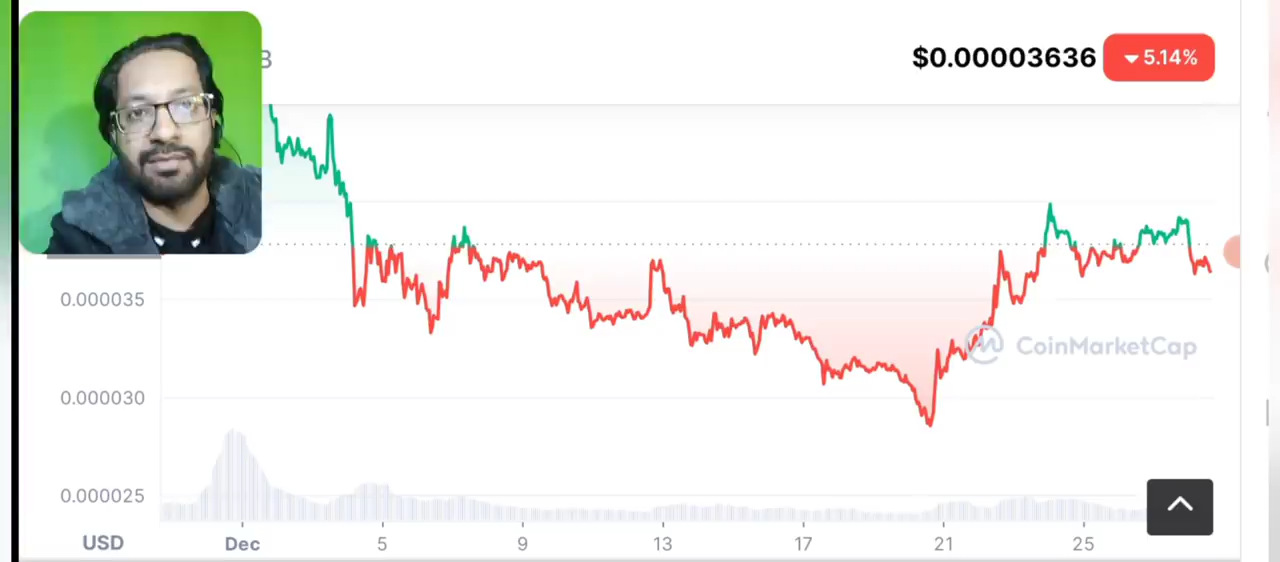 $0.00003636 5.14%
0.000035
CoinMarketCap
0.000030
0.000025
USD Dec 5 9 13 17 21 25